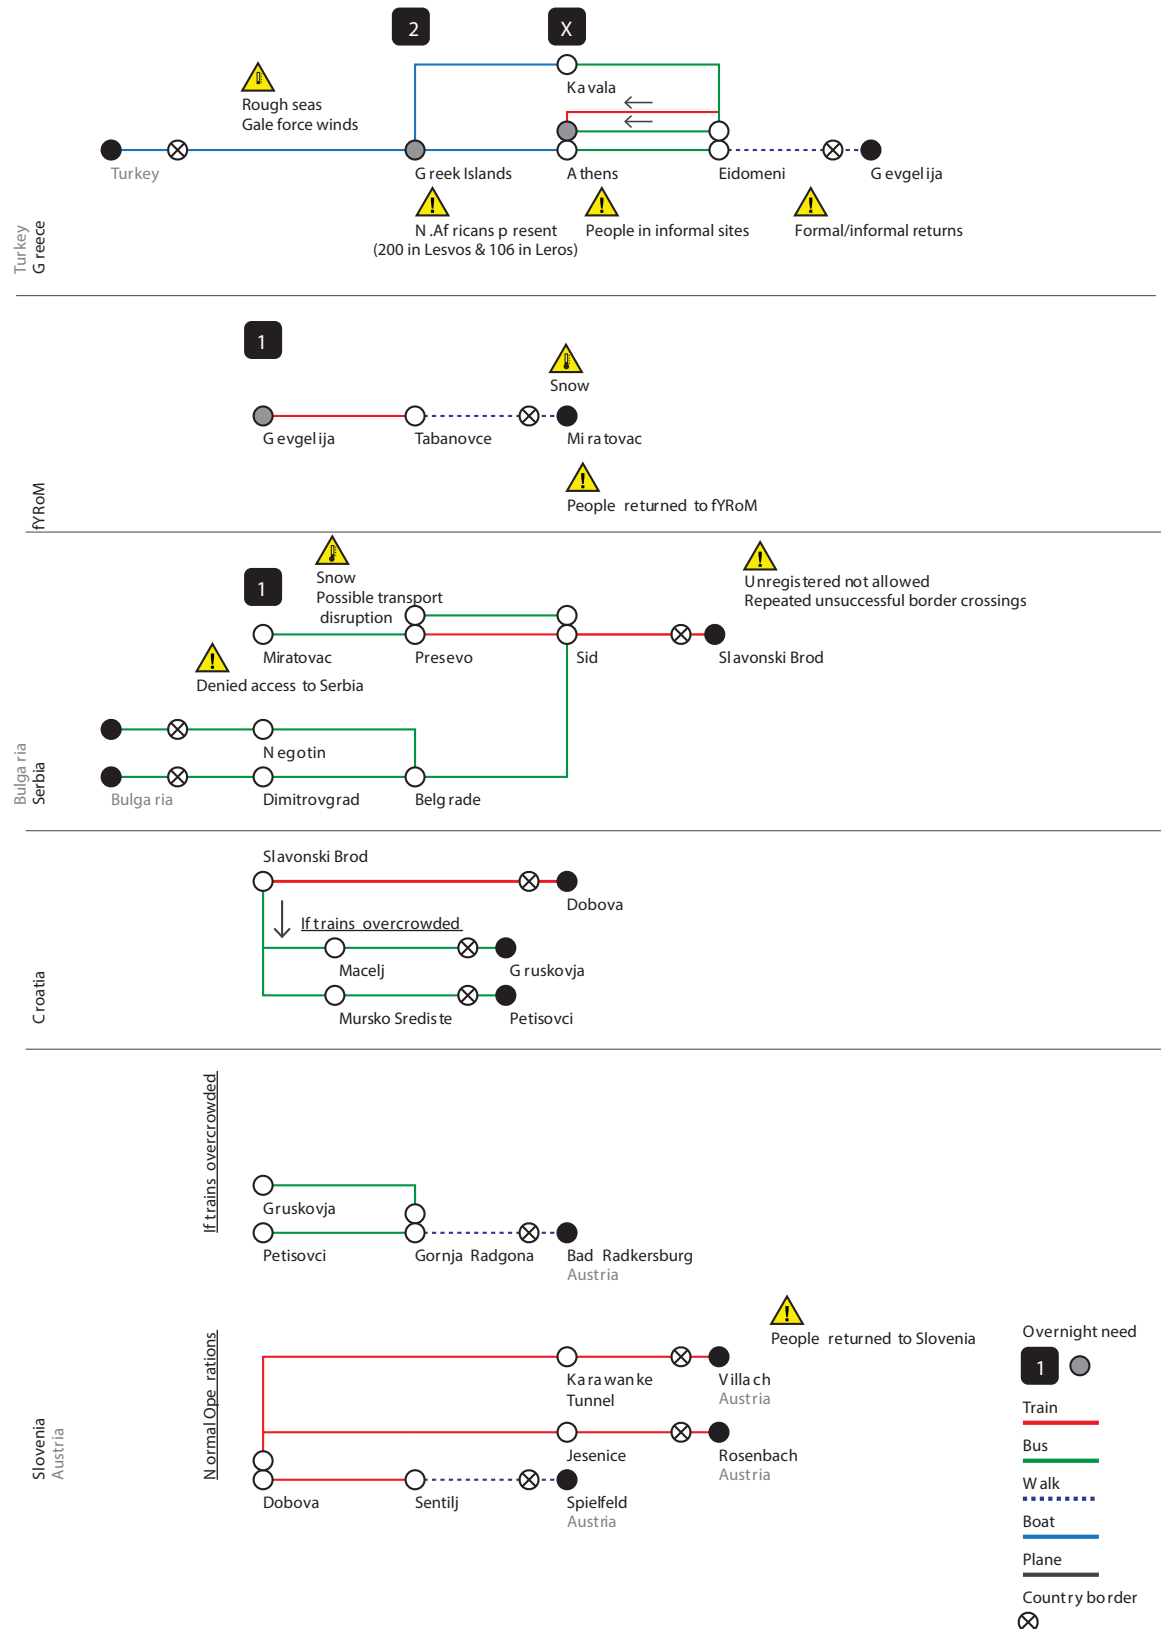 2
X
Kavala
Rough seas
Gale force winds
Turkey
Greek Islands
Athens
Eidomeni
Gevgelija
N.Africans present
(200 in Lesvos & 106 in Leros)
People in informal sites
Formal/informal returns
Turkey
Greece
1
Snow
Gevgelija
Tabanovce
Miratovac
People returned to fYRoM
fYRoM
1
Snow
Possible transport
disruption
Unregistered not allowed
Repeated unsuccessful border crossings
Miratovac
Presevo
Sid
Slavonski Brod
Denied access to Serbia
Negotin
Bulgaria
Dimitrovgrad
Belgrade
Bulgaria
Serbia
Slavonski Brod
Dobova
If trains overcrowded
Macelj
Gruskovja
Mursko Srediste
Petisovci
Croatia
If trains overcrowded
Gruskovja
Petisovci
Gornja Radgona
Bad Radkersburg
Austria
People returned to Slovenia
Normal Operations
Karawanke
Tunnel
Villach
Austria
Jesenice
Rosenbach
Austria
Dobova
Sentilj
Spielfeld
Austria
Slovenia
Austria
Overnight need
1
Train
Bus
Walk
Boat
Plane
Country border